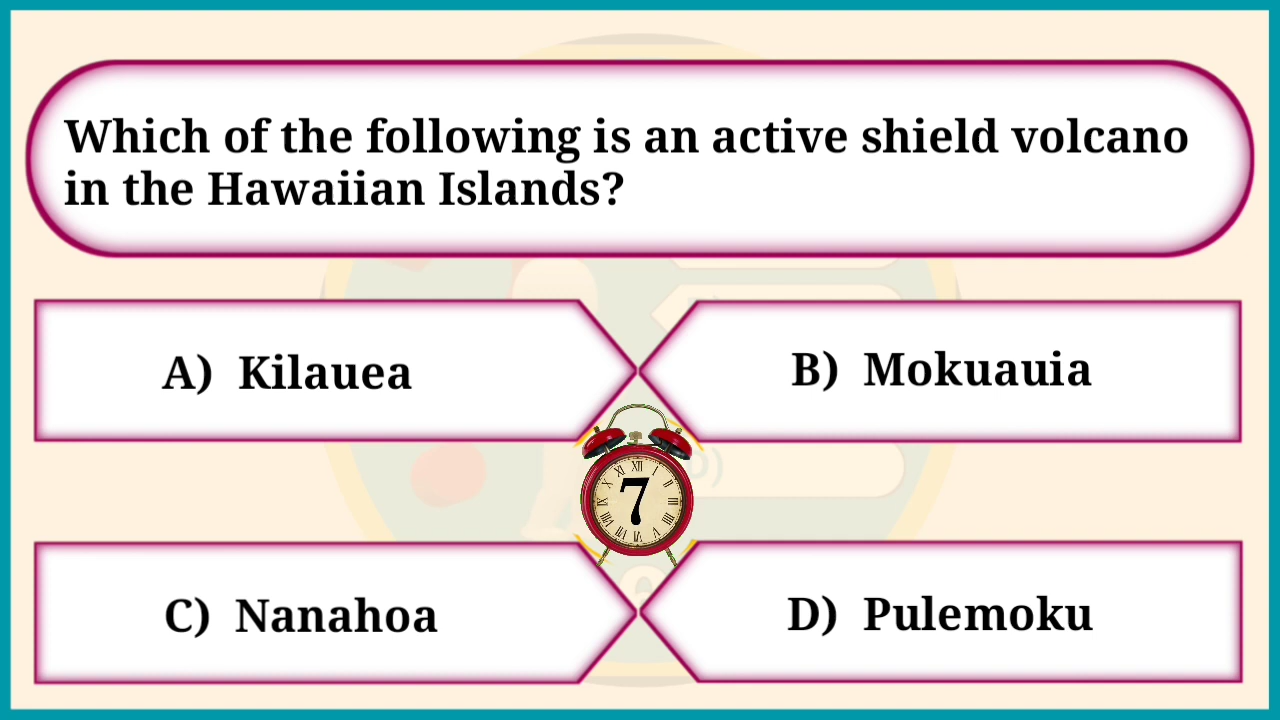 Which of the following is an active shield volcano
in the Hawaiian Islands?
A) Kilauea
B) Mokuauia
7
C) Nanahoa
D) Pulemoku